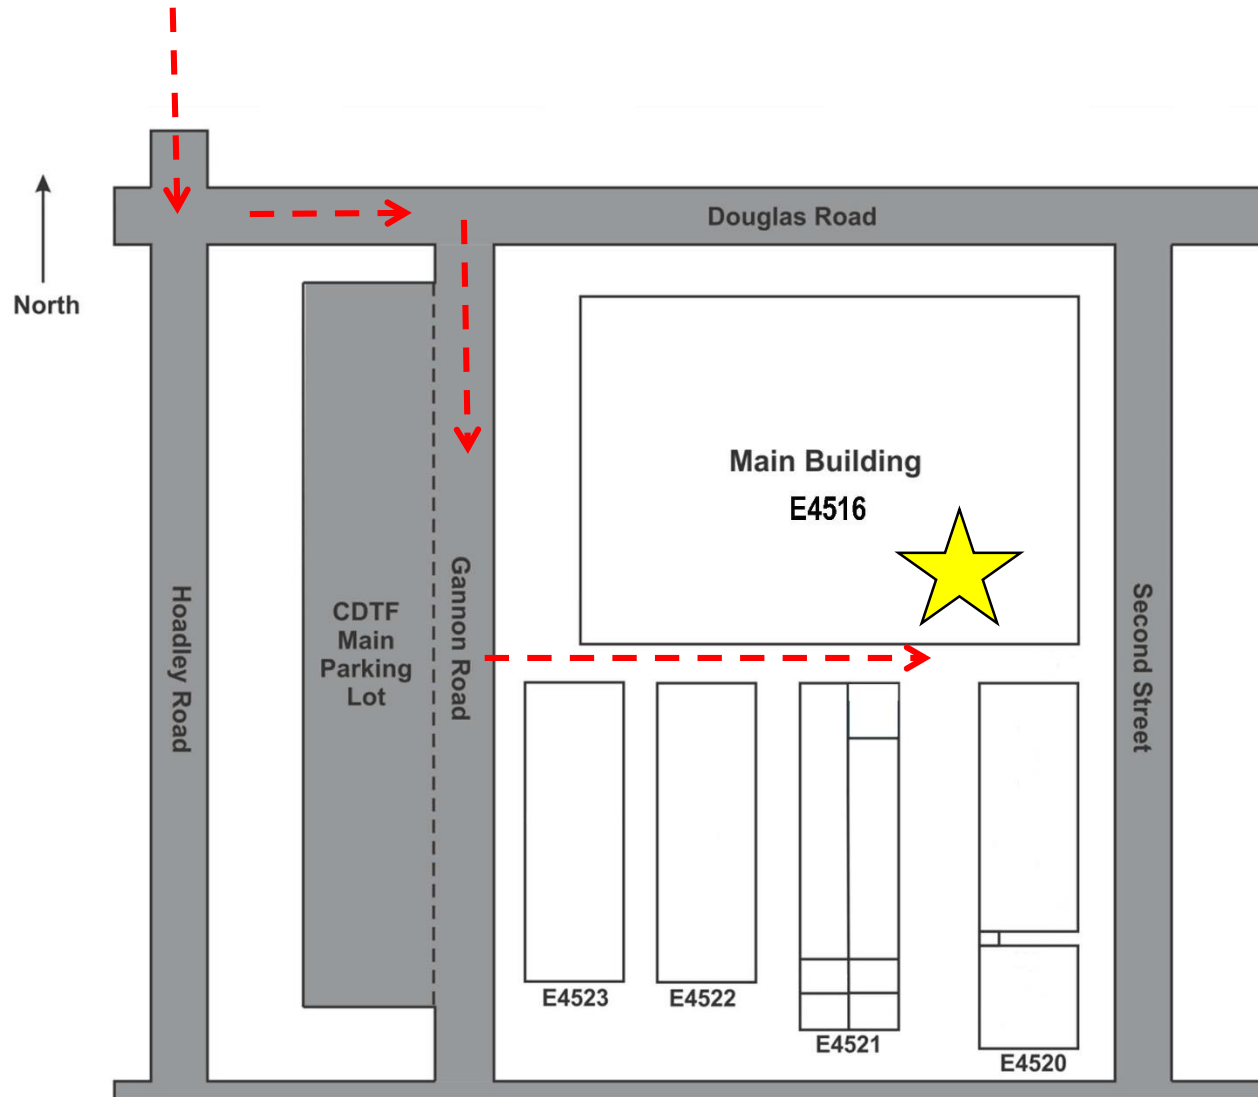 Douglas Road
North
Main Building
E4516
Hoadley Road
CDTF
Main
Parking
Lot
Gannon Road
Second Street
E4523
E4522
E4521
E4520